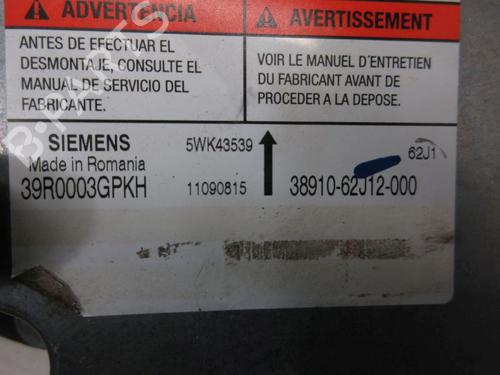 ADVERTENCIA
AVERTISSEMENT
ANTES DE EFECTUAR EL
DESMONTAJE, CONSULTE EL
MANUAL DE SERVICIO DEL
FABRICANTE.
VOIR LE MANUEL D'ENTRETIEN
DU FABRICANT AVANT DE
PROCEDER A LA DEPOSE.
B-PARTS
SIEMENS
5WK43539
62J1
Made in Romania
39R0003GPKH
11090815
38910-62J12-000